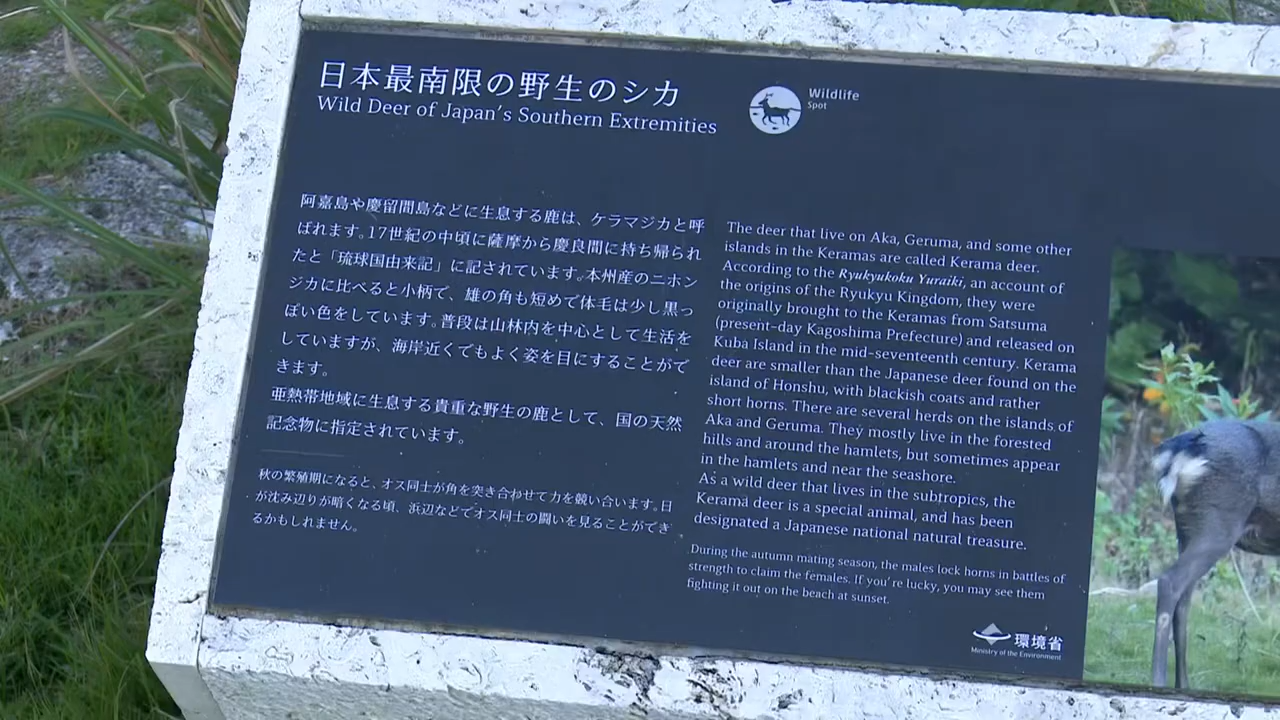 日本最南限の野生のシカ
Wild Deer of Japan's Southern Extremities
Wildlife
Spot
阿嘉島や慶留間島などに生息する鹿は、ケラマジカと呼
ばれます。17世紀の中頃に薩摩から慶良間に持ち帰られ
たと「琉球国由来記」に記されています。本州産のニホン
ジカに比べると小柄で、雄の角も短めで体毛は少し黒っ
ぽい色をしています。普段は山林内を中心として生活を
していますが、海岸近くでもよく姿を目にすることがで
きます。
亜熱帯地域に生息する貴重な野生の鹿として、国の天然
記念物に指定されています。
秋の繁殖期になると、オス同士が角を突き合わせて力を競い合います。日
が沈み辺りが暗くなる頃、浜辺などでオス同士の闘いを見ることができ
るかもしれません。
The deer that live on Aka, Geruma, and some other
islands in the Keramas are called Kerama deer.
According to the Ryukyukoku Yuraiki, an account of
the origins of the Ryukyu Kingdom, they were
originally brought to the Keramas from Satsuma
(present-day Kagoshima Prefecture) and released on
Kuba Island in the mid-seventeenth century. Kerama
deer are smaller than the Japanese deer found on the
island of Honshu, with blackish coats and rather
short horns. There are several herds on the islands of
Aka and Geruma. They mostly live in the forested
hills and around the hamlets, but sometimes appear
in the hamlets and near the seashore.
As a wild deer that lives in the subtropics, the
Kerama deer is a special animal, and has been
designated a Japanese national natural treasure.
During the autumn mating season, the males lock horns in battles of
strength to claim the females. If you're lucky, you may see them
fighting it out on the beach at sunset.
環境省
Ministry of the Environment